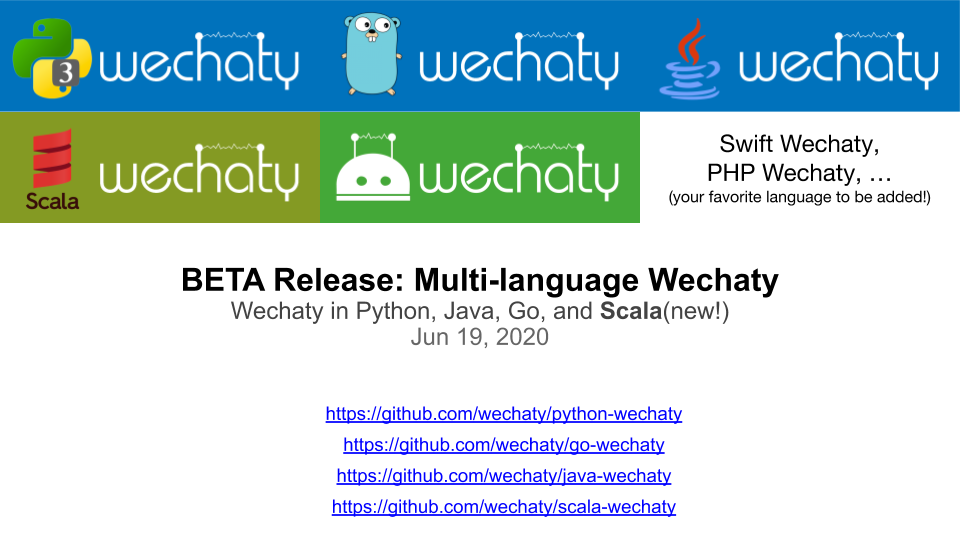 3 wechaty wechaty wechaty
Scala wechaty wechaty
Swift Wechaty,
PHP Wechaty, …
(your favorite language to be added!)
BETA Release: Multi-language Wechaty
Wechaty in Python, Java, Go, and Scala(new!)
Jun 19, 2020
https://github.com/wechaty/python-wechaty
https://github.com/wechaty/go-wechaty
https://github.com/wechaty/java-wechaty
https://github.com/wechaty/scala-wechaty